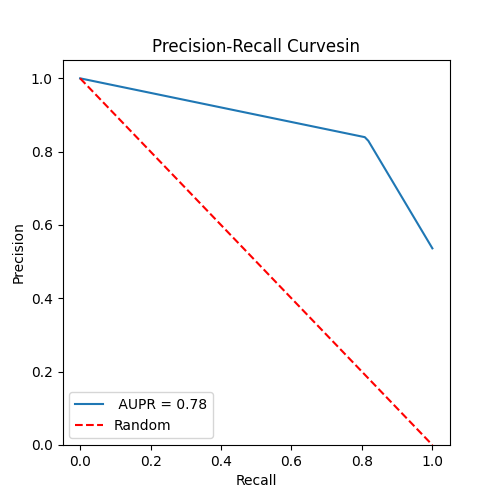 Precision-Recall Curvesin
Precision
1.0
0.8
0.6
0.4
0.2
0.0
AUPR = 0.78
Random
0.0 0.2 0.4 0.6 0.8 1.0
Recall